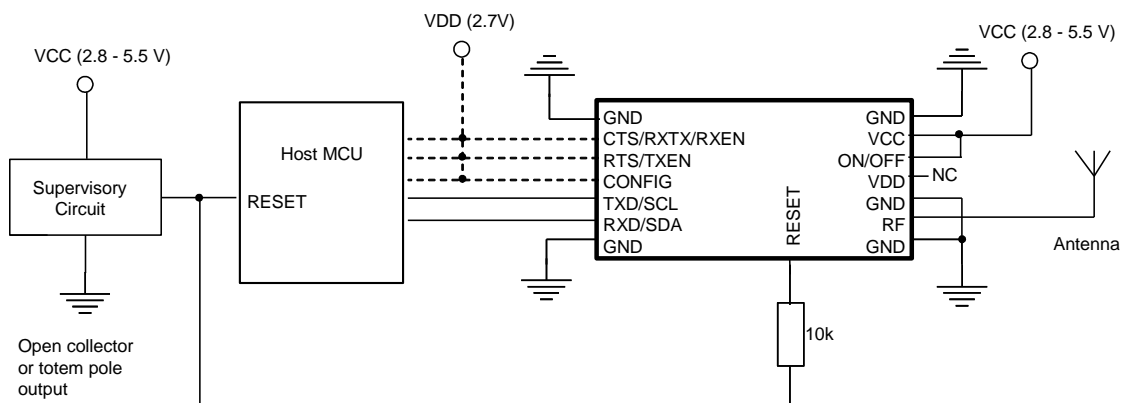 VDD (2.7V)
VCC (2.8 - 5.5 V)
VCC (2.8 - 5.5 V)
Supervisory
Circuit
Host MCU
RESET
GND
CTS/RXTX/RXEN
RTS/TXEN
CONFIG
TXD/SCL
RXD/SDA
GND
RESET
GND
VCC
ON/OFF
VDD
GND
RF
GND
NC
Antenna
10k
Open collector
or totem pole
output